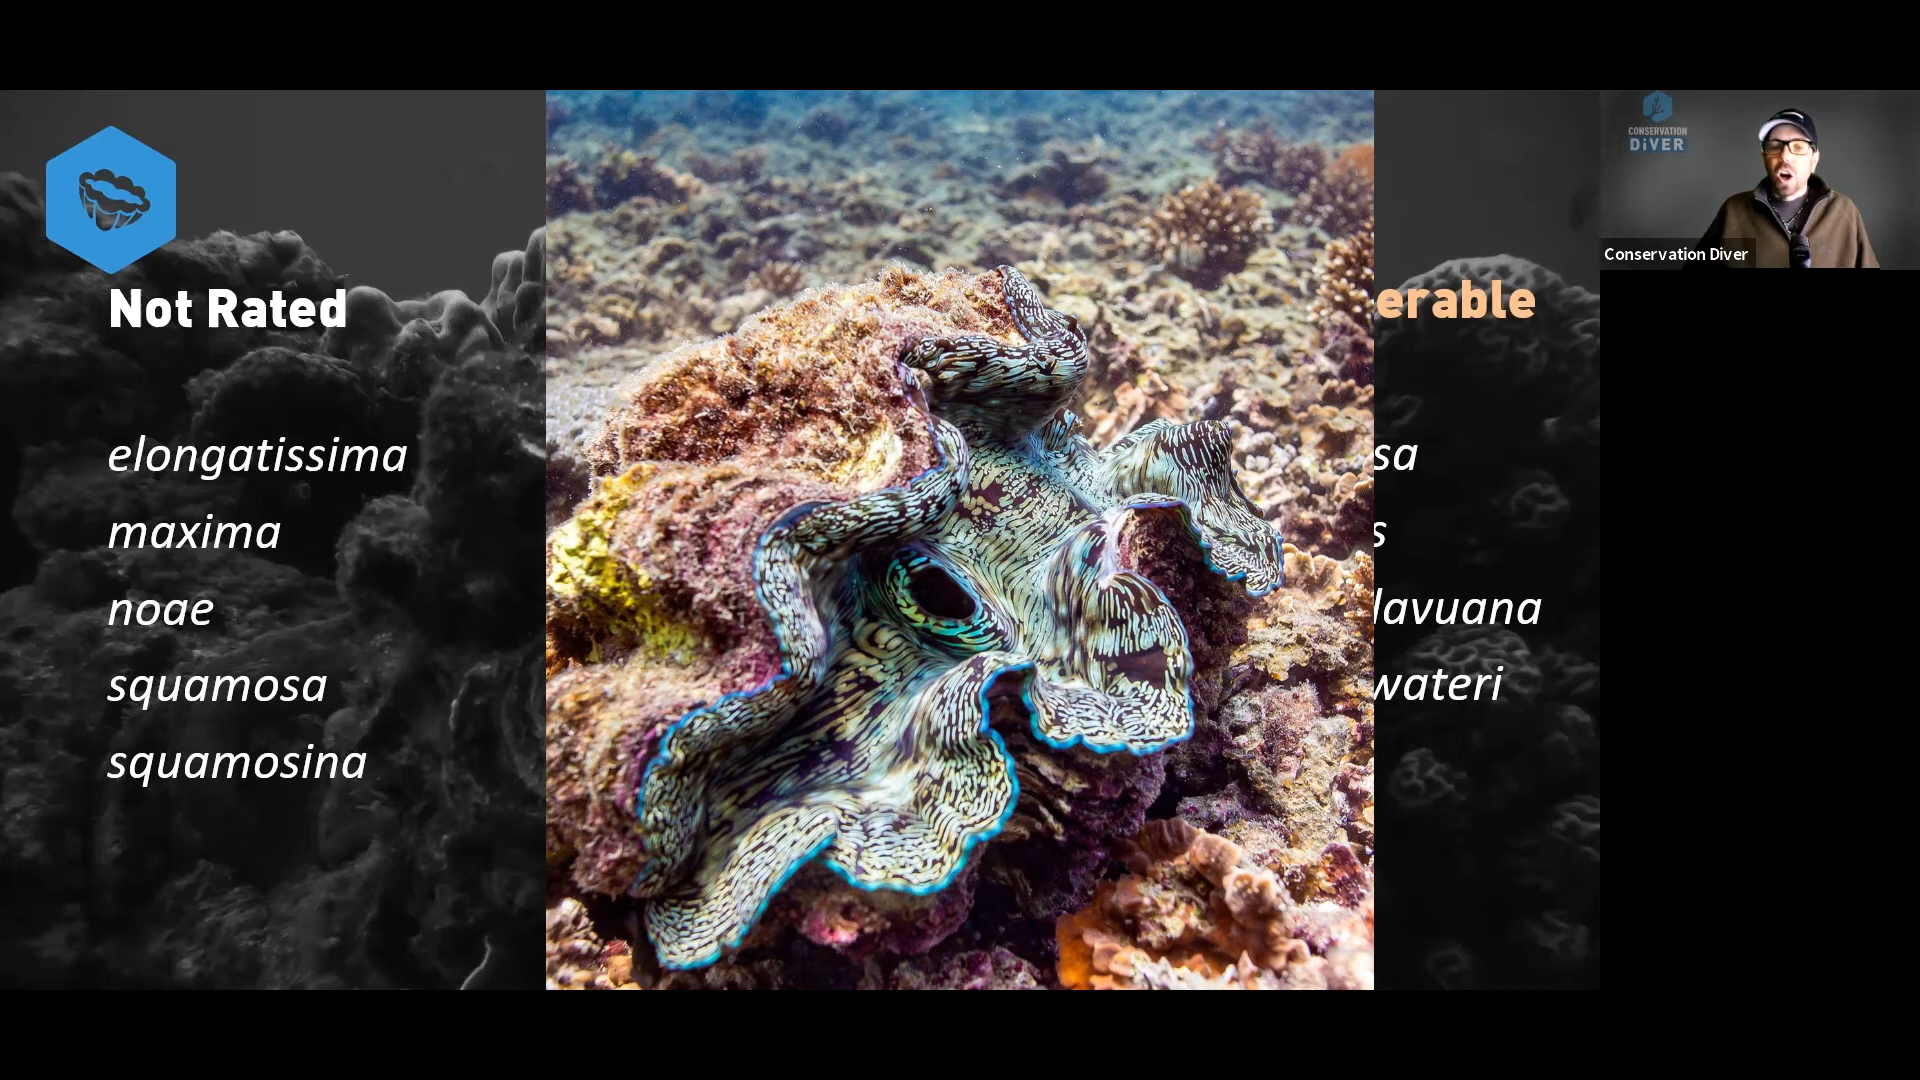 Not Rated
elongatissima
maxima
noae
squamosa
squamosina
erable
sa
s
lavuana
wateri
CONSERVATION
DiVER
Conservation Diver